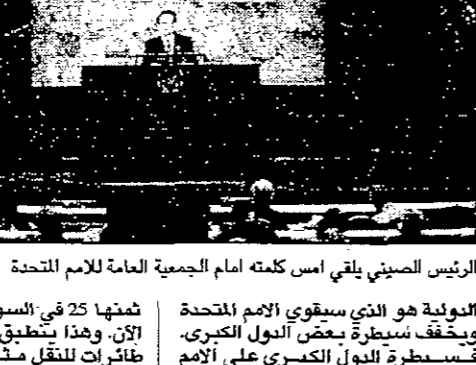 الرئيس الصيني يلقي امس كلمته امام الجمعية العامة للامم المتحدة
الدولية هو الذي سيقوي الامم المتحدة
ويخفف سيطرة بعض الدول الكبرى.
فسيطرة الدول الكبرى على الامم
ثمنها 25 في السو
الآن. وهذا ينطبق
طائرات للنقل مثـ